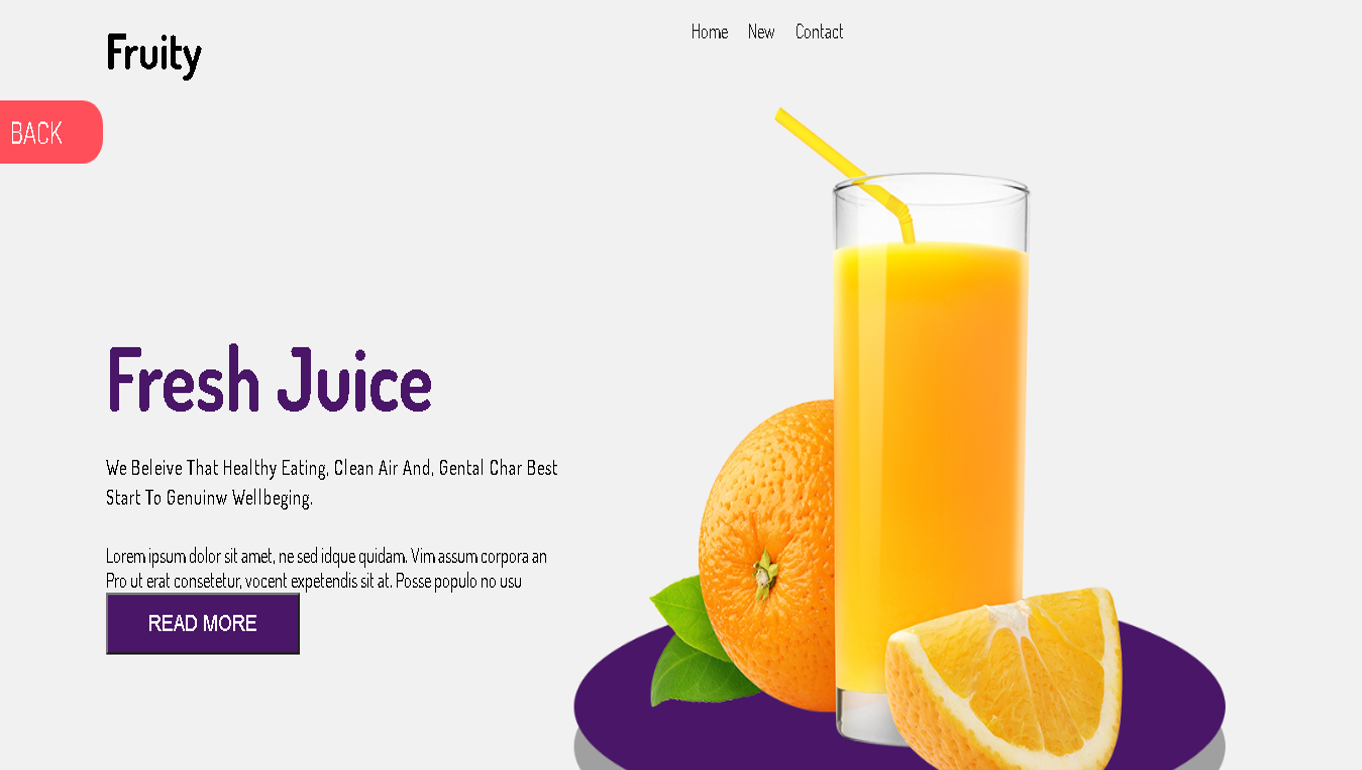 Fruity
Home New Contact
BACK
Fresh Juice
We Beleive That Healthy Eating, Clean Air And, Gental Char Best
Start To Genuinw Wellbeging.
Lorem ipsum dolor sit amet, ne sed idque quidam. Vim assum corpora an
Pro ut erat consetetur, vocent expetendis sit at. Posse populo no usu
READ MORE